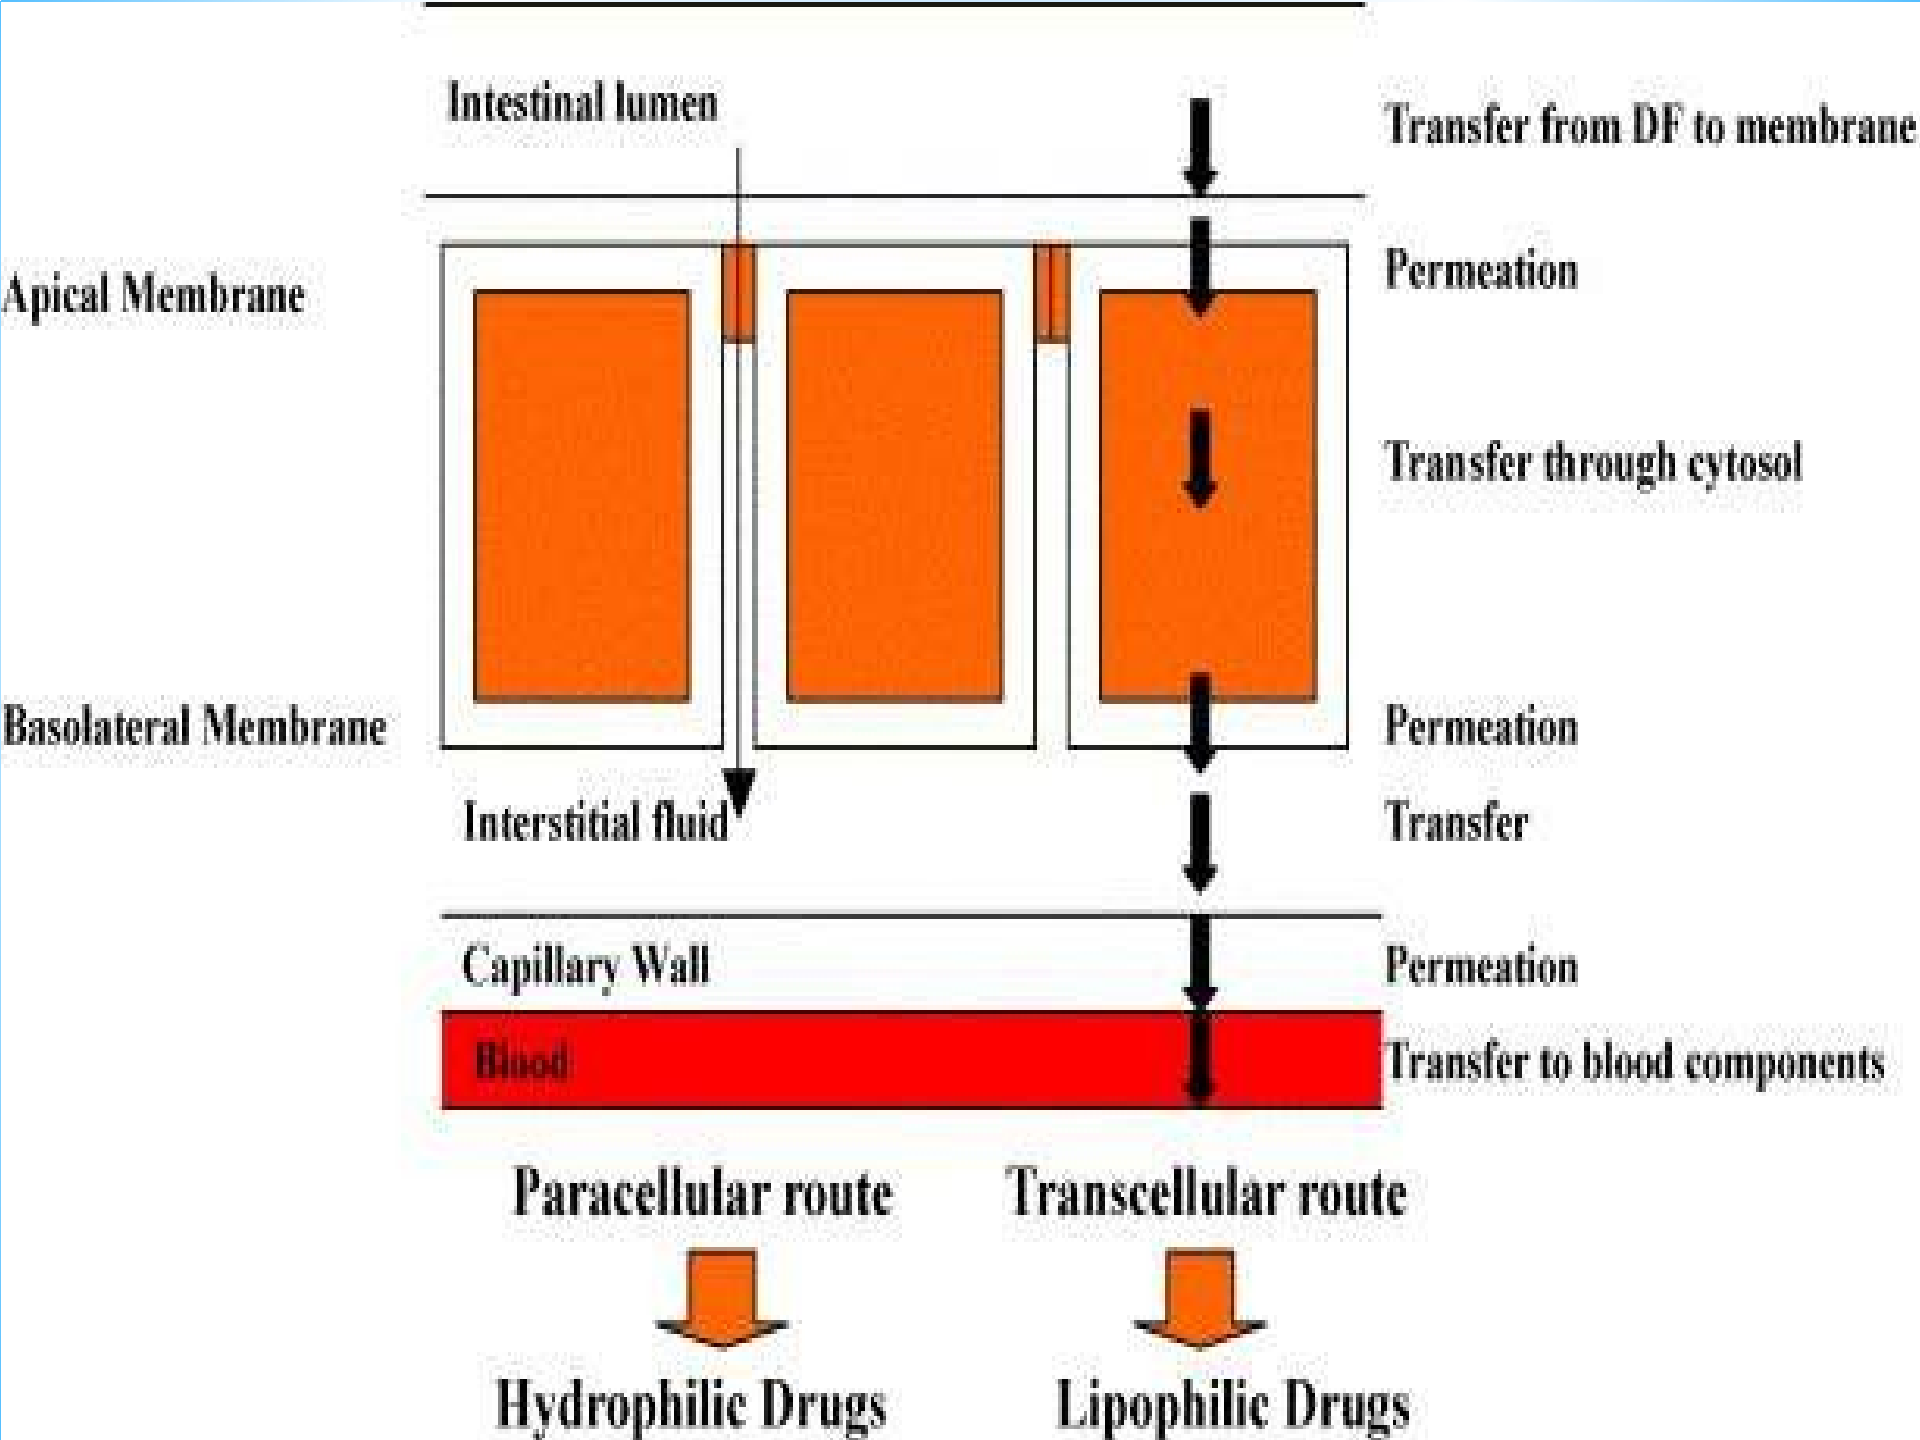 Intestinal lumen
Transfer from DF to membrane
Apical Membrane
Permeation
Transfer through cytosol
Basolateral Membrane
Permeation
Interstitial fluid
Transfer
Capillary Wall
Permeation
Blood
Transfer to blood components
Paracellular route
Transcellular route
Hydrophilic Drugs
Lipophilic Drugs